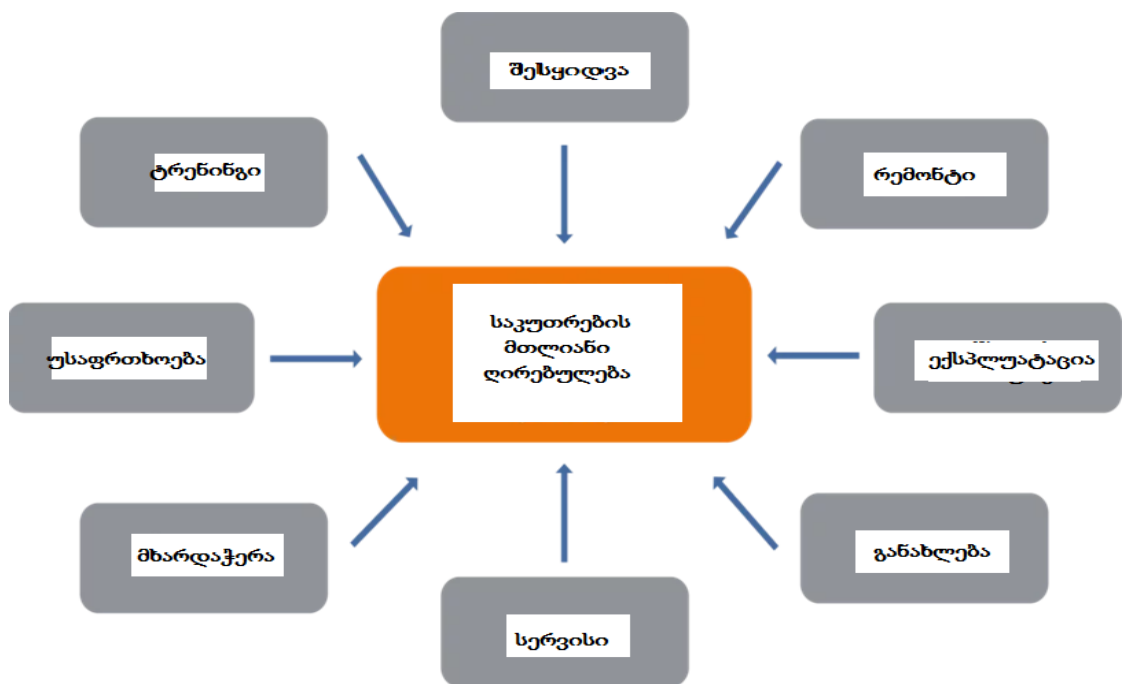 შესყიდვა
ტრენინგი
რემონტი
საკუთრების
მთლიანი
ღირებულება
უსაფრთხოება
ექსპლუატაცია
მხარდაჭერა
განახლება
სერვისი